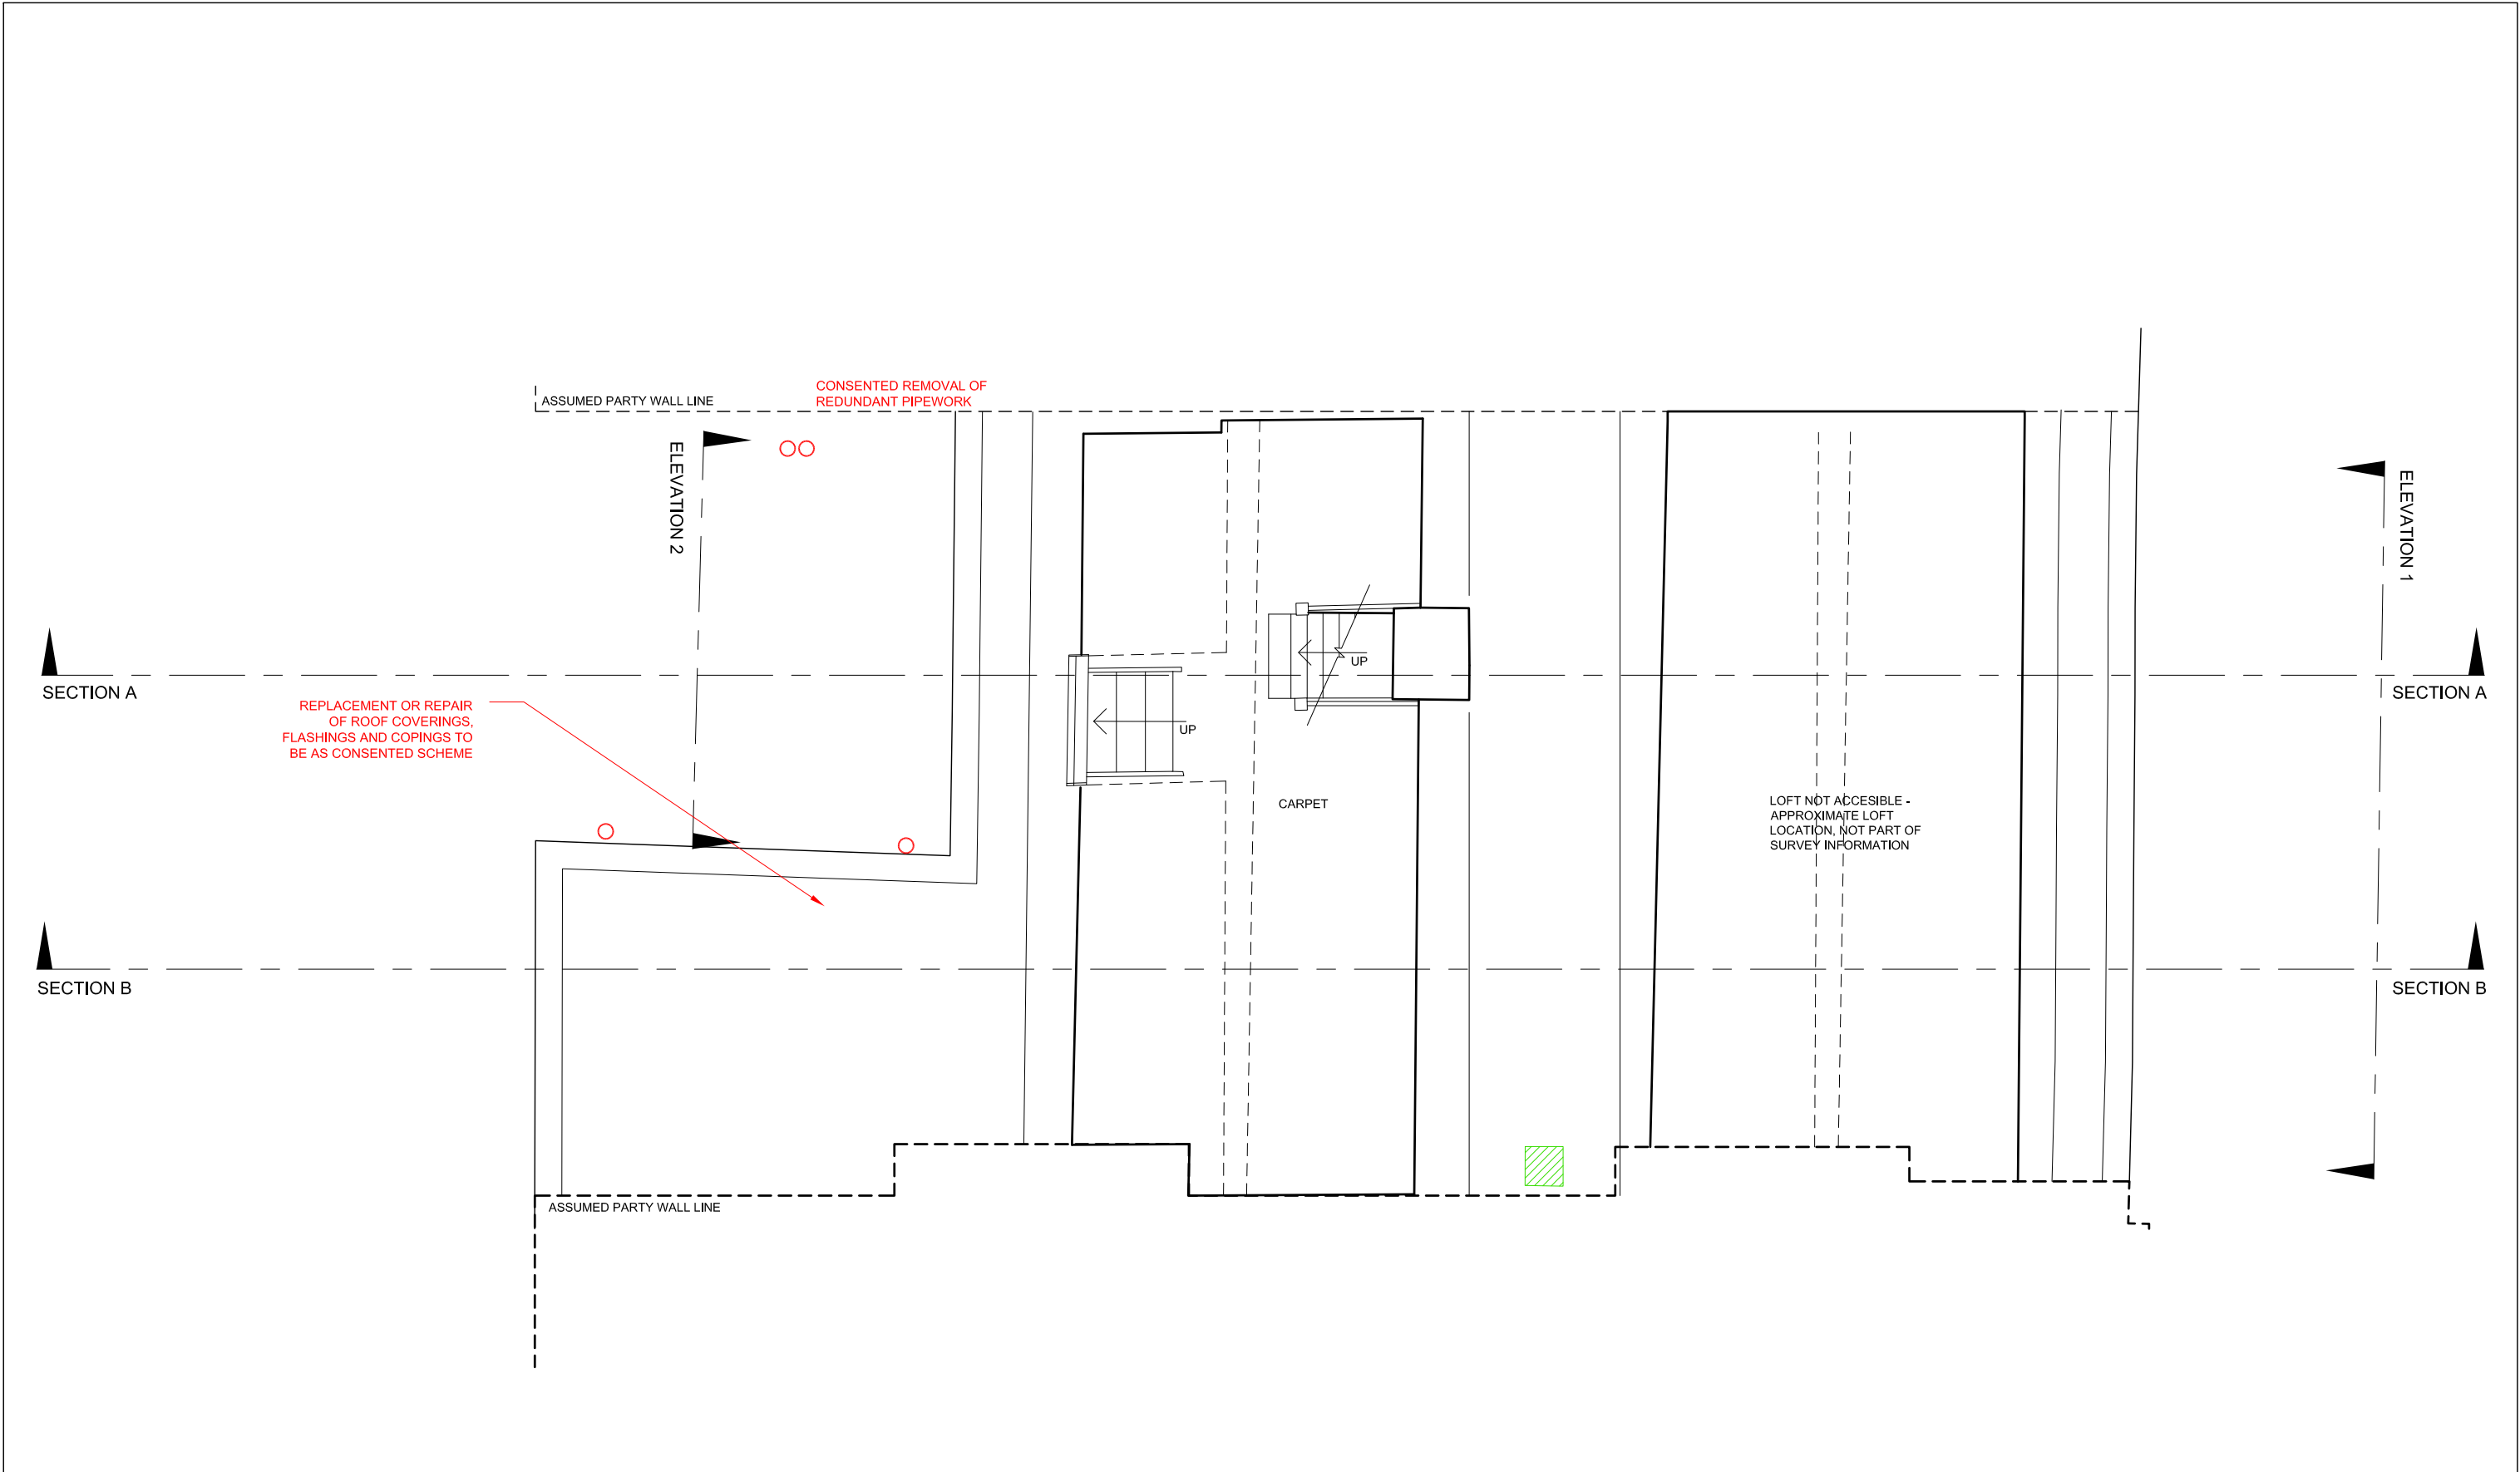 CONSENTED REMOVAL OF
REDUNDANT PIPEWORK
ASSUMED PARTY WALL LINE
ELEVATION 2
ELEVATION 1
SECTION A
SECTION A
UP
UP
REPLACEMENT OR REPAIR
OF ROOF COVERINGS,
FLASHINGS AND COPINGS TO
BE AS CONSENTED SCHEME
CARPET
LOFT NOT ACCESIBLE -
APPROXIMATE LOFT
LOCATION, NOT PART OF
SURVEY INFORMATION
SECTION B
SECTION B
ASSUMED PARTY WALL LINE